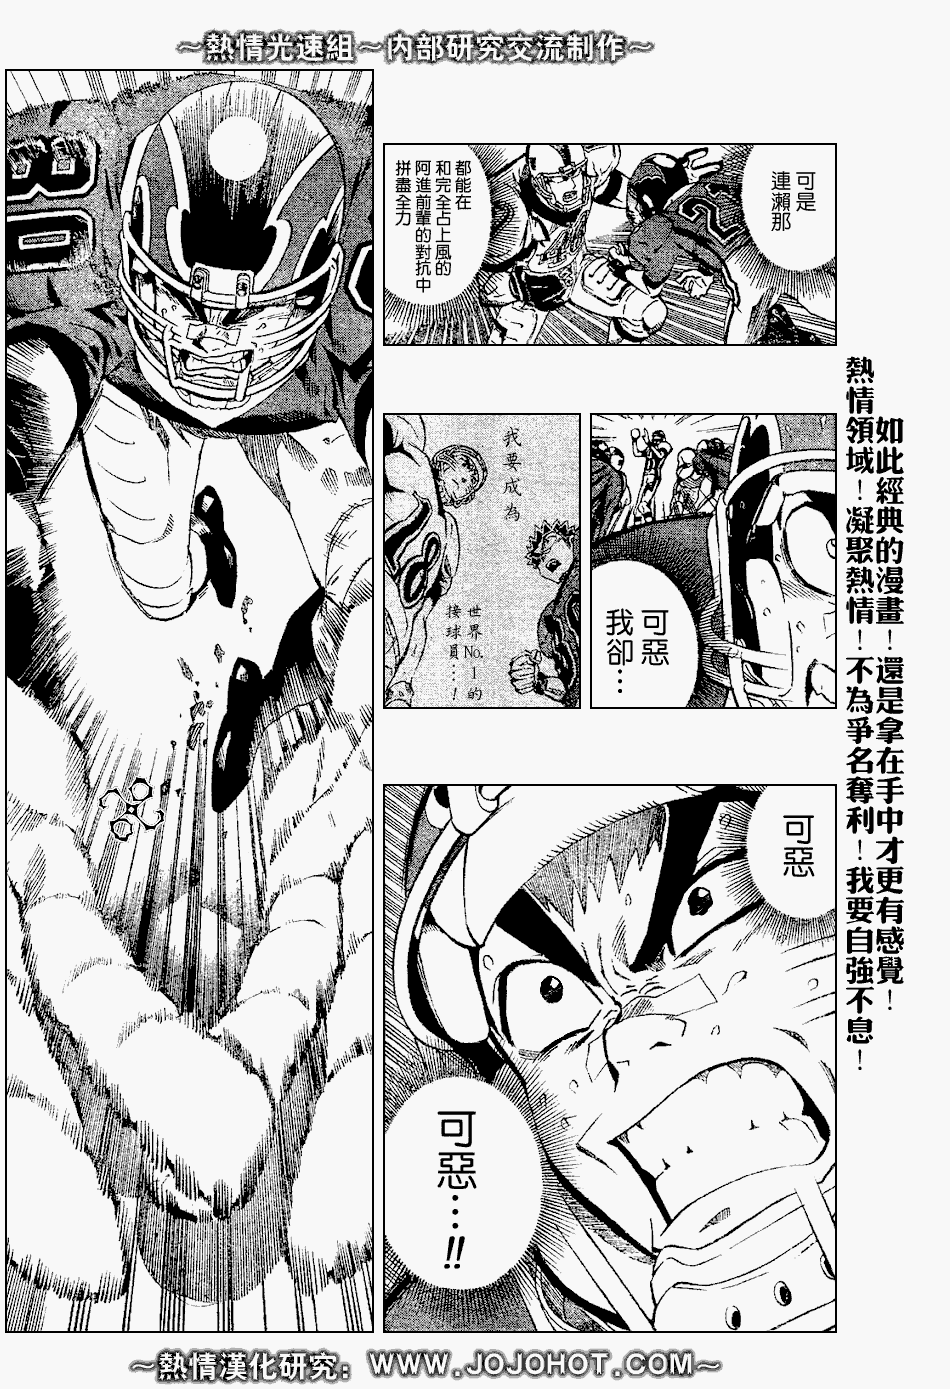 ～熱情光速組～内部研究交流制作～
可是
連瀨那
都能在
和完全占上風的
阿進前輩的對抗中
拼盡全力
可惡
我卻…
我要成為
世界No.1的
接球員…！
可惡
可惡…!!
80
如此經典的漫畫！還是拿在手中才更有感覺！
熱情領域！凝聚熱情！不為爭名奪利！我要自強不息！
～熱情漢化研究：WWW.JOJOHOT.COM～